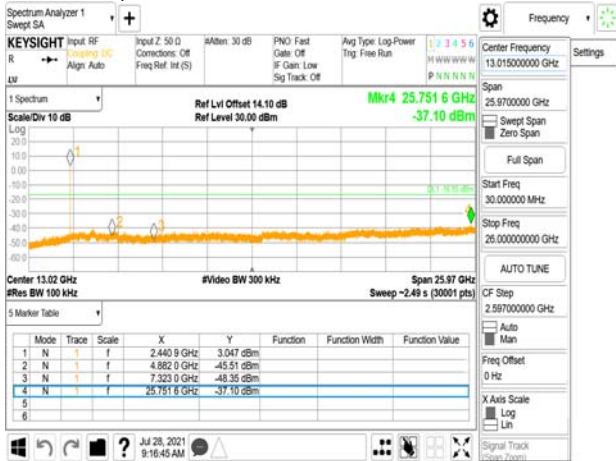 Spectrum Analyzer 1
Swept SA
Frequency
KEYSIGHT
R
Input: RF
Coupling: DC
Align: Auto
Input Z: 50 Ω
Corrections: Off
Freq Ref: Int (S)
#Atten: 30 dB
PNO: Fast
Gate: Off
IF Gain: Low
Sig Track: Off
Avg Type: Log-Power
Trig: Free Run
1 2 3 4 5 6
M W W W W W
P N N N N N
1 Spectrum
Scale/Div 10 dB
Ref Lvl Offset 14.10 dB
Ref Level 30.00 dBm
Mkr4 25.751 6 GHz
-37.10 dBm
Log
20.0
10.0
0.00
-10.0
-20.0
-30.0
-40.0
-50.0
-60.0
1
2
3
4
Center 13.02 GHz
#Res BW 100 kHz
#Video BW 300 kHz
Span 25.97 GHz
Sweep ~2.49 s (30001 pts)
5 Marker Table
Mode Trace Scale X Y Function Function Width Function Value
1 N 1 f 2.440 9 GHz 3.047 dBm
2 N 1 f 4.882 0 GHz -45.51 dBm
3 N 1 f 7.323 0 GHz -48.35 dBm
4 N 1 f 25.751 6 GHz -37.10 dBm
5
6
Jul 28, 2021
9:16:45 AM
Center Frequency
13.015000000 GHz
Span
25.9700000 GHz
Swept Span
Zero Span
Full Span
Start Freq
30.000000 MHz
Stop Freq
26.000000000 GHz
AUTO TUNE
CF Step
2.597000000 GHz
Auto
Man
Freq Offset
0 Hz
X Axis Scale
Log
Lin
Signal Track
(Span Zoom)
Settings